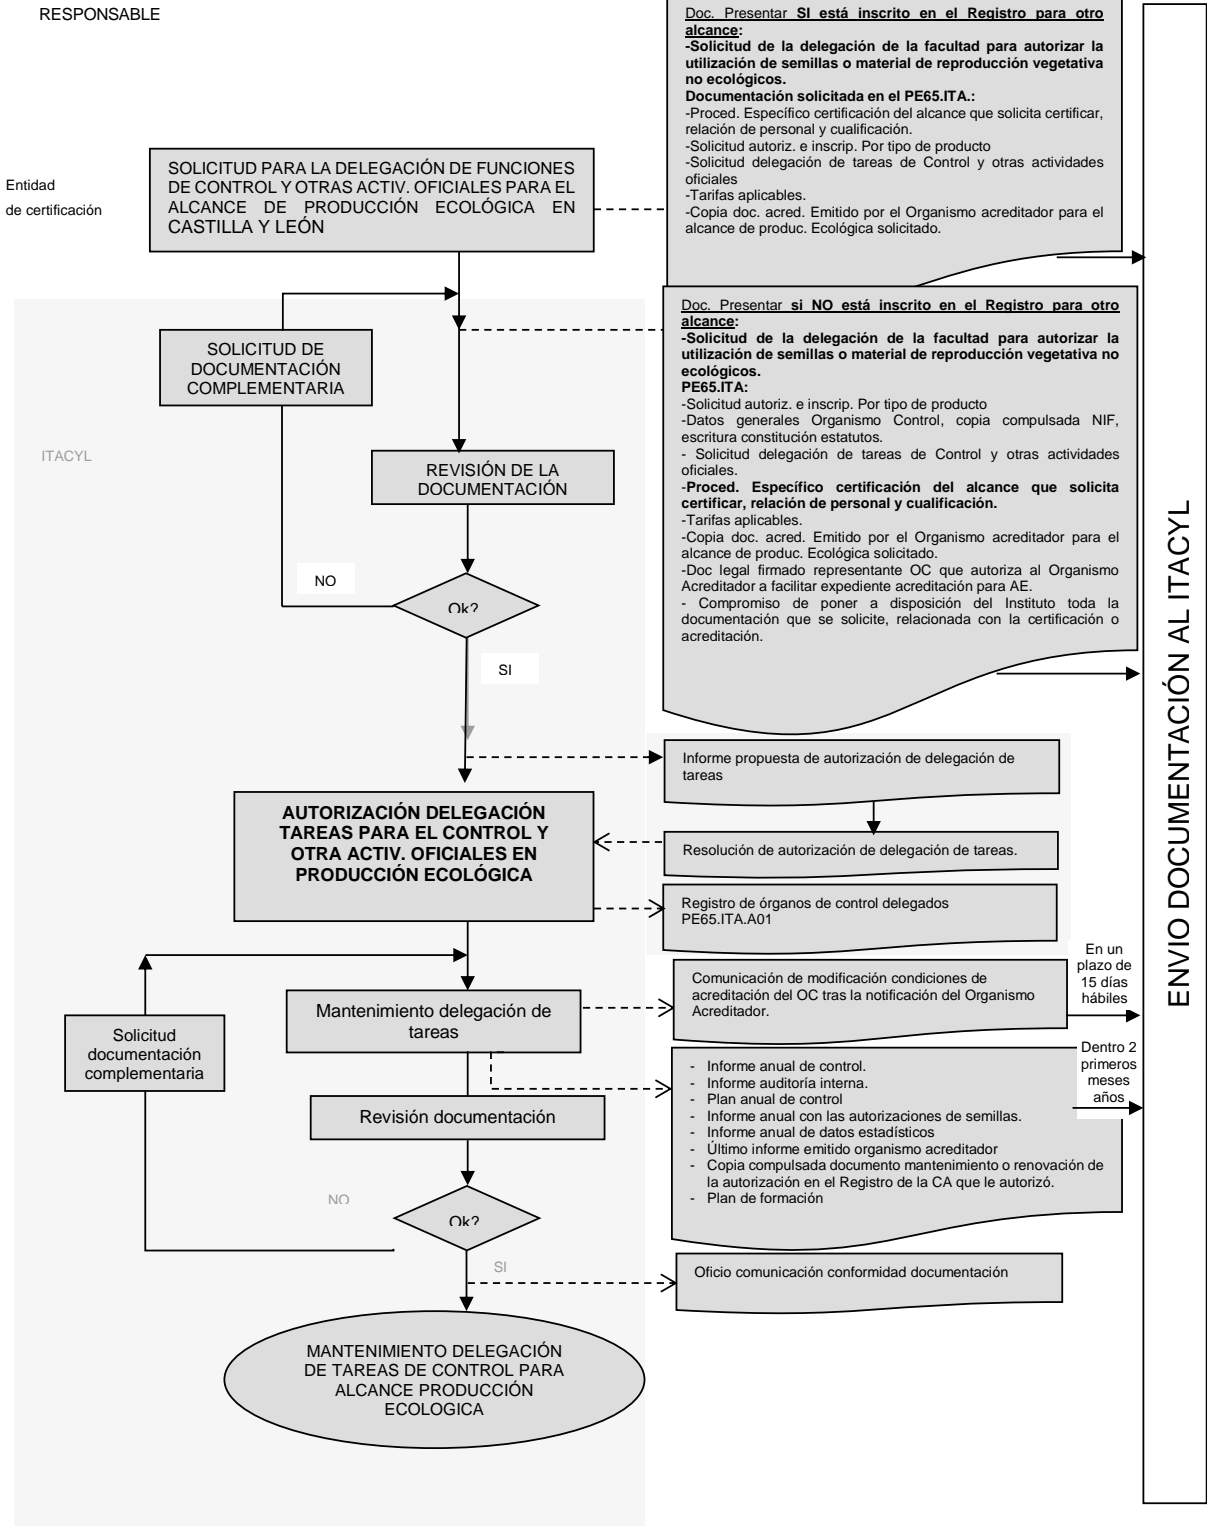 RESPONSABLE
Doc. Presentar SI está inscrito en el Registro para otro
alcance:
-Solicitud de la delegación de la facultad para autorizar la
utilización de semillas o material de reproducción vegetativa
no ecológicos.
Documentación solicitada en el PE65.ITA.:
-Proced. Específico certificación del alcance que solicita certificar,
relación de personal y cualificación.
-Solicitud autoriz. e inscrip. Por tipo de producto
-Solicitud delegación de tareas de Control y otras actividades
oficiales
-Tarifas aplicables.
-Copia doc. acred. Emitido por el Organismo acreditador para el
alcance de produc. Ecológica solicitado.
Entidad
de certificación
SOLICITUD PARA LA DELEGACIÓN DE FUNCIONES
DE CONTROL Y OTRAS ACTIV. OFICIALES PARA EL
ALCANCE DE PRODUCCIÓN ECOLÓGICA EN
CASTILLA Y LEÓN
Doc. Presentar si NO está inscrito en el Registro para otro
alcance:
-Solicitud de la delegación de la facultad para autorizar la
utilización de semillas o material de reproducción vegetativa no
ecológicos.
PE65.ITA:
-Solicitud autoriz. e inscrip. Por tipo de producto
-Datos generales Organismo Control, copia compulsada NIF,
escritura constitución estatutos.
- Solicitud delegación de tareas de Control y otras actividades
oficiales.
-Proced. Específico certificación del alcance que solicita
certificar, relación de personal y cualificación.
-Tarifas aplicables.
-Copia doc. acred. Emitido por el Organismo acreditador para el
alcance de produc. Ecológica solicitado.
-Doc legal firmado representante OC que autoriza al Organismo
Acreditador a facilitar expediente acreditación para AE.
- Compromiso de poner a disposición del Instituto toda la
documentación que se solicite, relacionada con la certificación o
acreditación.
SOLICITUD DE
DOCUMENTACIÓN
COMPLEMENTARIA
ITACYL
REVISIÓN DE LA
DOCUMENTACIÓN
NO
Ok?
SI
ENVIO DOCUMENTACIÓN AL ITACYL
Informe propuesta de autorización de delegación de
tareas
AUTORIZACIÓN DELEGACIÓN
TAREAS PARA EL CONTROL Y
OTRA ACTIV. OFICIALES EN
PRODUCCIÓN ECOLÓGICA
Resolución de autorización de delegación de tareas.
Registro de órganos de control delegados
PE65.ITA.A01
En un
plazo de
15 días
hábiles
Comunicación de modificación condiciones de
acreditación del OC tras la notificación del Organismo
Acreditador.
Mantenimiento delegación de
tareas
Solicitud
documentación
complementaria
Dentro 2
primeros
meses
años
- Informe anual de control.
- Informe auditoría interna.
- Plan anual de control
- Informe anual con las autorizaciones de semillas.
- Informe anual de datos estadísticos
- Último informe emitido organismo acreditador
- Copia compulsada documento mantenimiento o renovación de
la autorización en el Registro de la CA que le autorizó.
- Plan de formación
Revisión documentación
NO
Ok?
SI
Oficio comunicación conformidad documentación
MANTENIMIENTO DELEGACIÓN
DE TAREAS DE CONTROL PARA
ALCANCE PRODUCCIÓN
ECOLOGICA